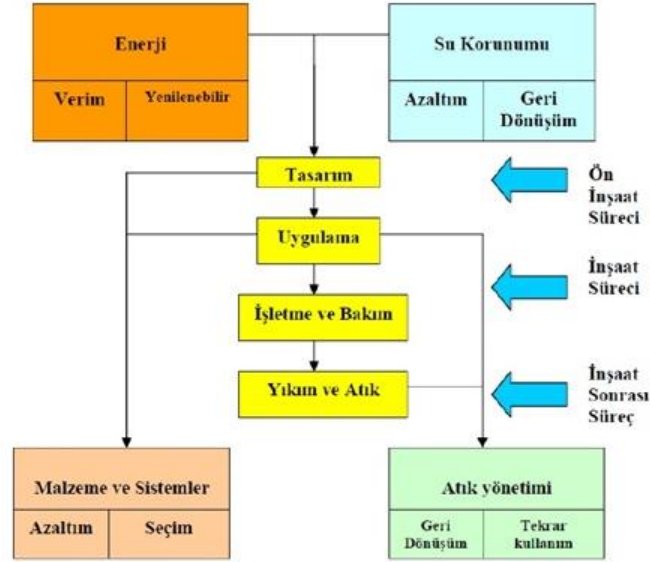 Enerji
Verim
Yenilenebilir
Su Korunumu
Azaltım
Geri
Dönüşüm
Tasarım
Ön
İnşaat
Süreci
Uygulama
İnşaat
Süreci
İşletme ve Bakım
Yıkım ve Atık
İnşaat
Sonrası
Süreç
Malzeme ve Sistemler
Azaltım
Seçim
Atık yönetimi
Geri
Dönüşüm
Tekrar
kullanım